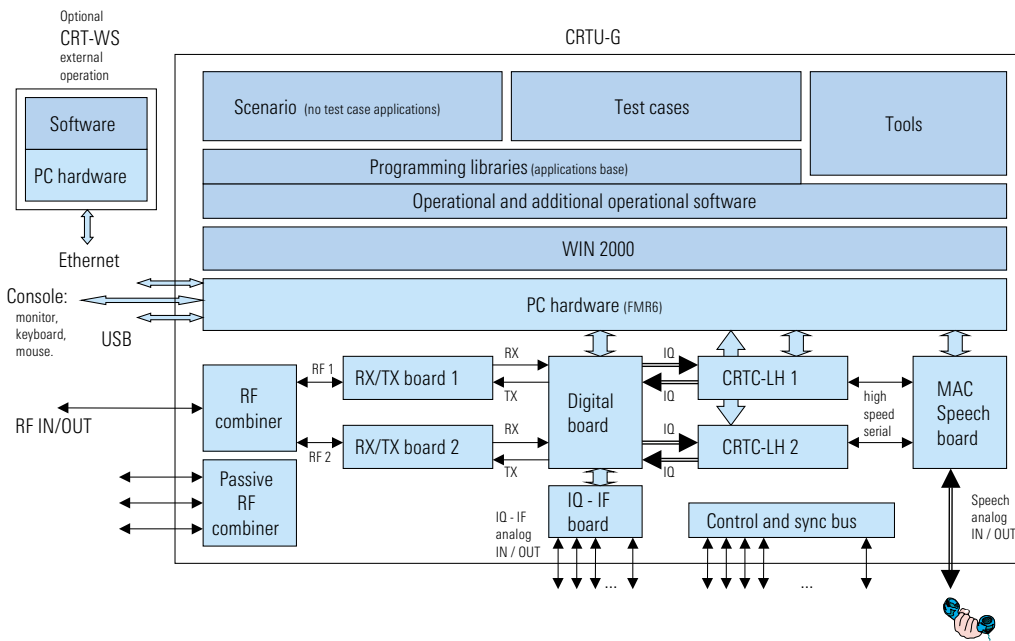 Optional
CRT-WS
external
operation
CRTU-G
Software
PC hardware
Scenario (no test case applications)
Test cases
Tools
Programming libraries (applications base)
Operational and additional operational software
WIN 2000
Ethernet
PC hardware (FMR6)
Console:
monitor,
keyboard,
mouse.
USB
RF IN/OUT
RF
combiner
RF 1
RF 2
RX/TX board 1
RX/TX board 2
RX
TX
RX
TX
Digital
board
IQ
IQ
IQ
IQ
CRTC-LH 1
CRTC-LH 2
high
speed
serial
MAC
Speech
board
Passive
RF
combiner
IQ - IF
analog
IN / OUT
IQ - IF
board
Control and sync bus
Speech
analog
IN / OUT
...
...